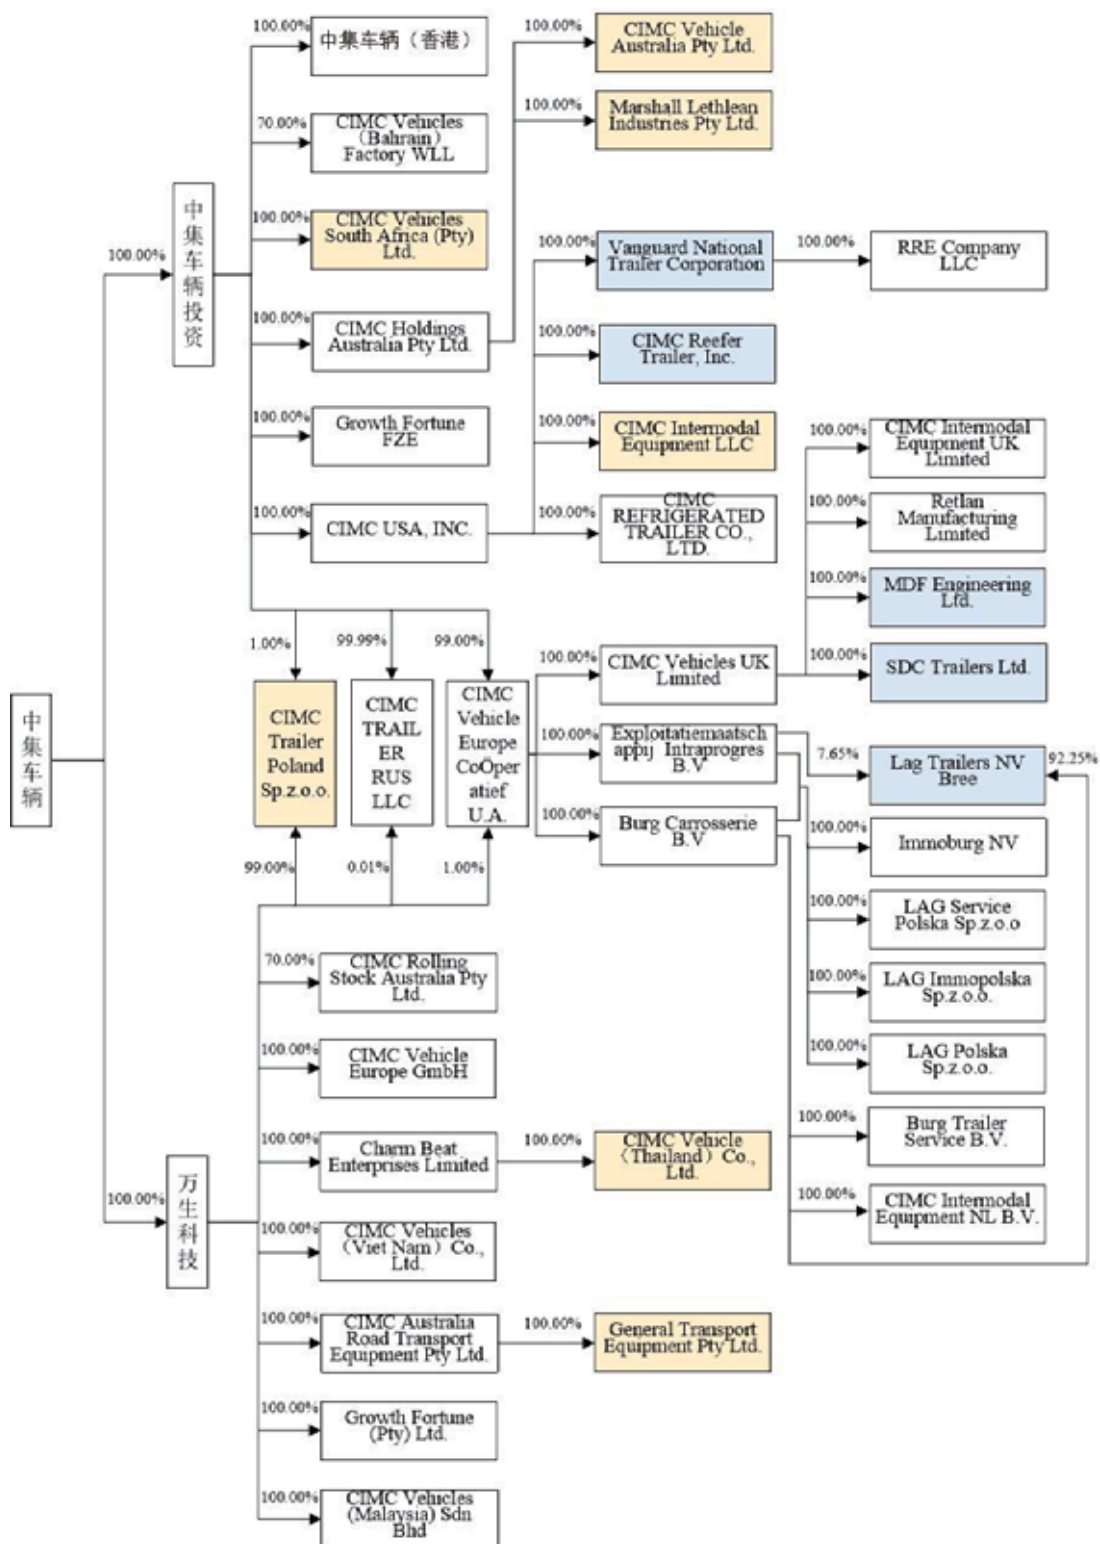 100.00%
中集车辆（香港）
100.00%
CIMC Vehicle
Australia Pty Ltd.
100.00%
Marshall Lethlean
Industries Pty Ltd.
70.00%
CIMC Vehicles
（Bahrain）
Factory WLL
中集车辆投资
100.00%
100.00%
CIMC Vehicles
South Africa (Pty)
Ltd.
100.00%
Vanguard National
Trailer Corporation
100.00%
RRE Company
LLC
100.00%
CIMC Holdings
Australia Pty Ltd.
100.00%
CIMC Reefer
Trailer, Inc.
100.00%
Growth Fortune
FZE
100.00%
CIMC Intermodal
Equipment LLC
100.00%
CIMC Intermodal
Equipment UK
Limited
100.00%
CIMC USA, INC.
100.00%
CIMC
REFRIGERATED
TRAILER CO.,
LTD.
100.00%
Retlan
Manufacturing
Limited
100.00%
MDF Engineering
Ltd.
1.00%
99.99%
99.00%
100.00%
CIMC Vehicles UK
Limited
100.00%
SDC Trailers Ltd.
中集车辆
CIMC
Trailer
Poland
Sp.z.o.o.
CIMC
TRAIL
ER
RUS
LLC
CIMC
Vehicle
Europe
CoÖper
atief
U.A.
100.00%
Exploitatiemaatsch
appij Intraprogres
B.V
7.65%
Lag Trailers NV
Bree
92.25%
100.00%
Burg Carrosserie
B.V
100.00%
Immoburg NV
99.00%
0.01%
1.00%
100.00%
LAG Service
Polska Sp.z.o.o
70.00%
CIMC Rolling
Stock Australia Pty
Ltd.
100.00%
LAG Immopolska
Sp.z.o.o.
100.00%
CIMC Vehicle
Europe GmbH
100.00%
LAG Polska
Sp.z.o.o.
100.00%
Charm Beat
Enterprises Limited
100.00%
CIMC Vehicle
（Thailand）Co.,
Ltd.
100.00%
Burg Trailer
Service B.V.
万生科技
100.00%
100.00%
CIMC Intermodal
Equipment NL B.V.
100.00%
CIMC Vehicles
（Viet Nam）Co.,
Ltd.
100.00%
CIMC Australia
Road Transport
Equipment Pty Ltd.
100.00%
General Transport
Equipment Pty Ltd.
100.00%
Growth Fortune
(Pty) Ltd.
100.00%
CIMC Vehicles
(Malaysia) Sdn
Bhd